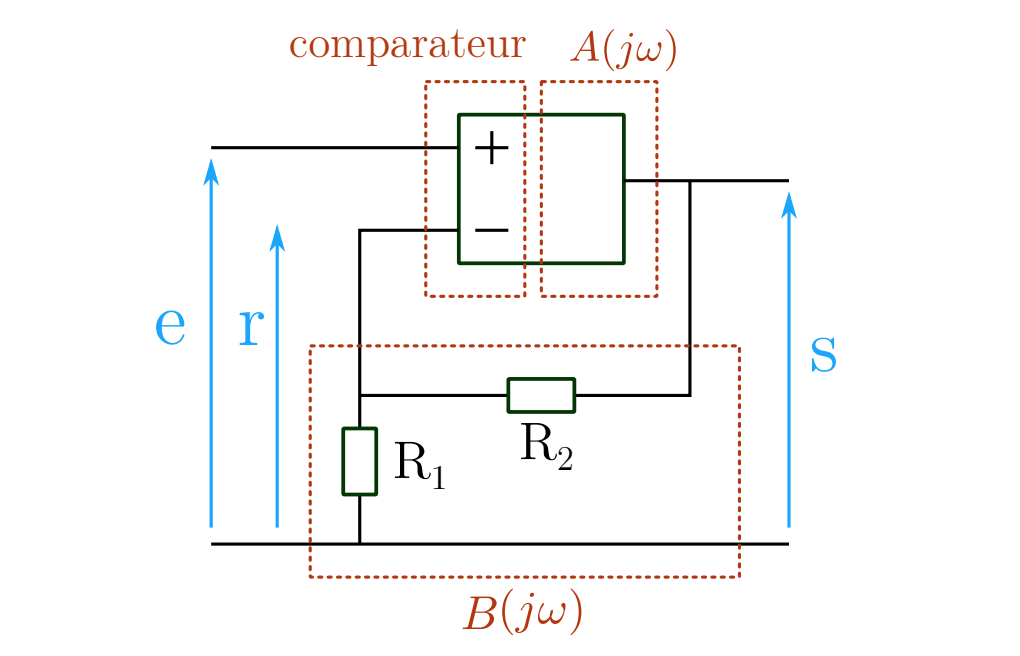 comparateur A(jω)
+
−
e r s
R₂
R₁
B(jω)